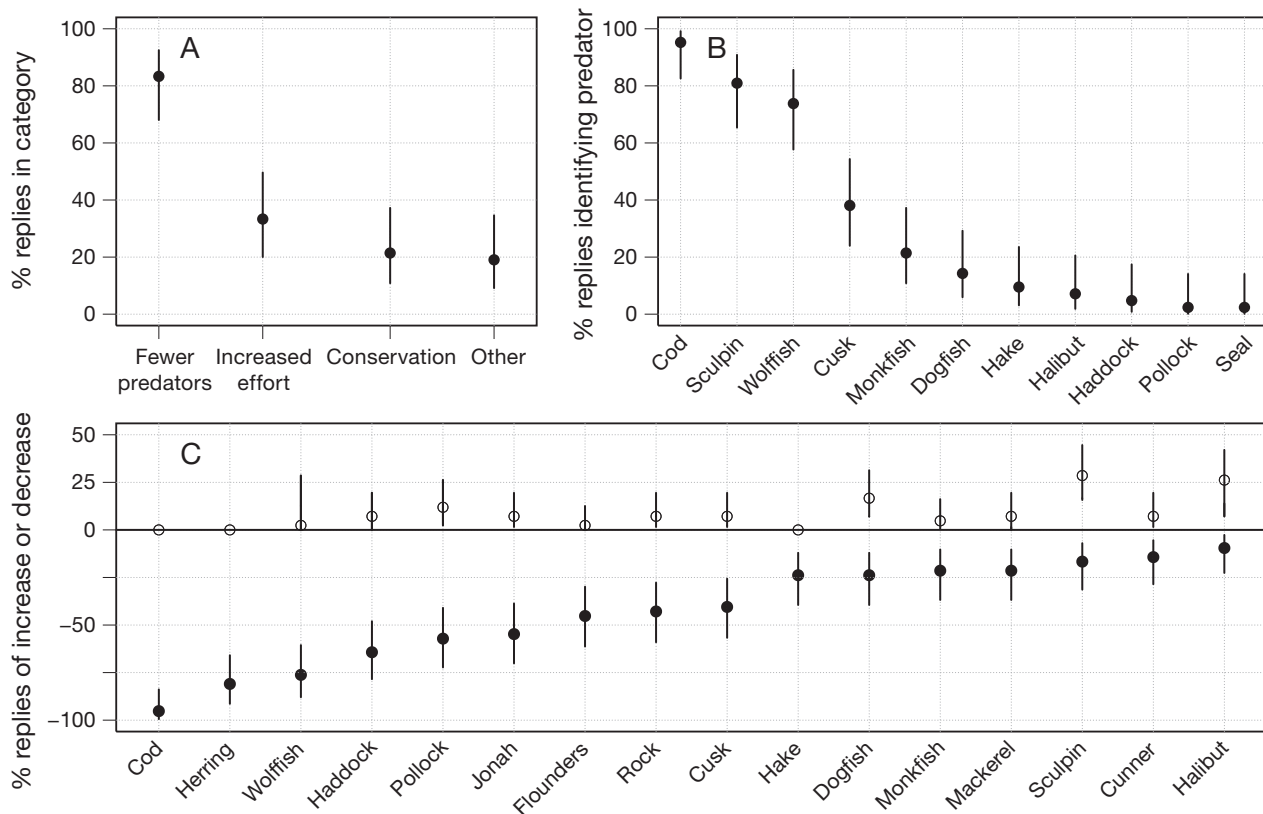 A
% replies in category
100
80
60
40
20
0
Fewer predators
Increased effort
Conservation
Other
B
% replies identifying predator
100
80
60
40
20
0
Cod
Sculpin
Wolffish
Cusk
Monkfish
Dogfish
Hake
Halibut
Haddock
Pollock
Seal
C
% replies of increase or decrease
50
25
0
−50
−100
Cod
Herring
Wolffish
Haddock
Pollock
Jonah
Flounders
Rock
Cusk
Hake
Dogfish
Monkfish
Mackerel
Sculpin
Cunner
Halibut